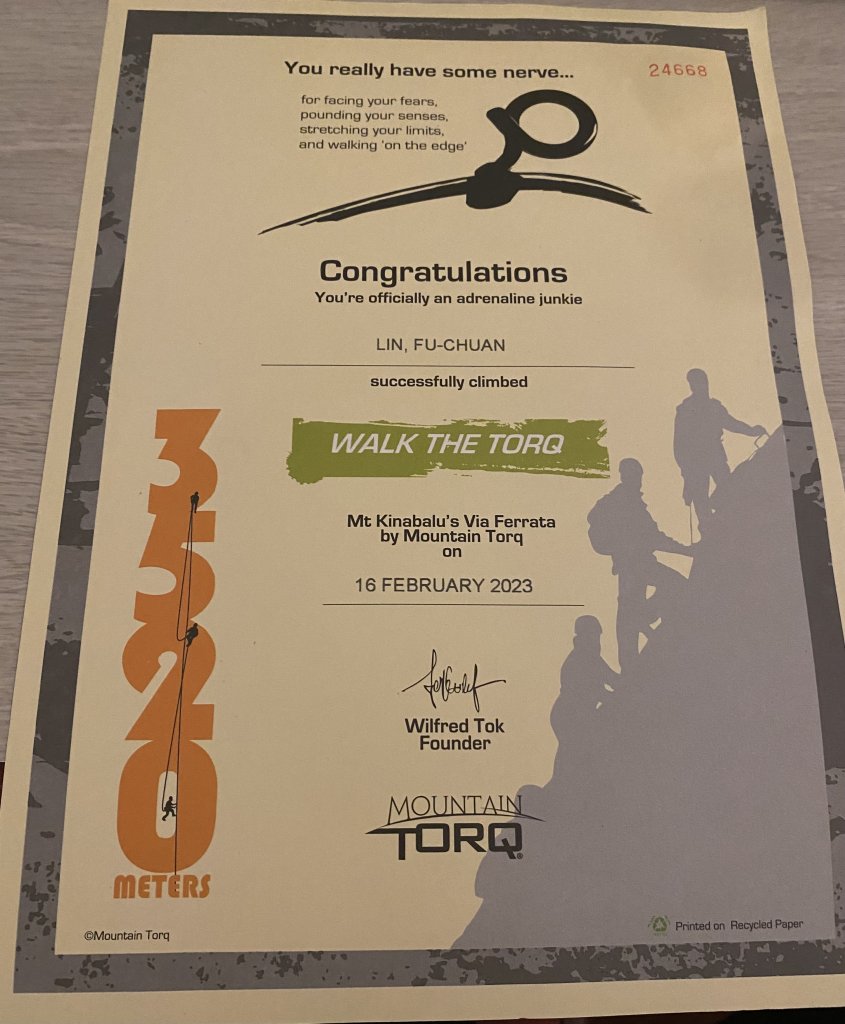 You really have some nerve...
24668
for facing your fears,
pounding your senses,
stretching your limits,
and walking 'on the edge'
Congratulations
You're officially an adrenaline junkie
LIN, FU-CHUAN
successfully climbed
WALK THE TORQ
Mt Kinabalu's Via Ferrata
by Mountain Torq
on
16 FEBRUARY 2023
3520
METERS
Wilfred Tok
Founder
MOUNTAIN
TORQ®
©Mountain Torq
Printed on Recycled Paper